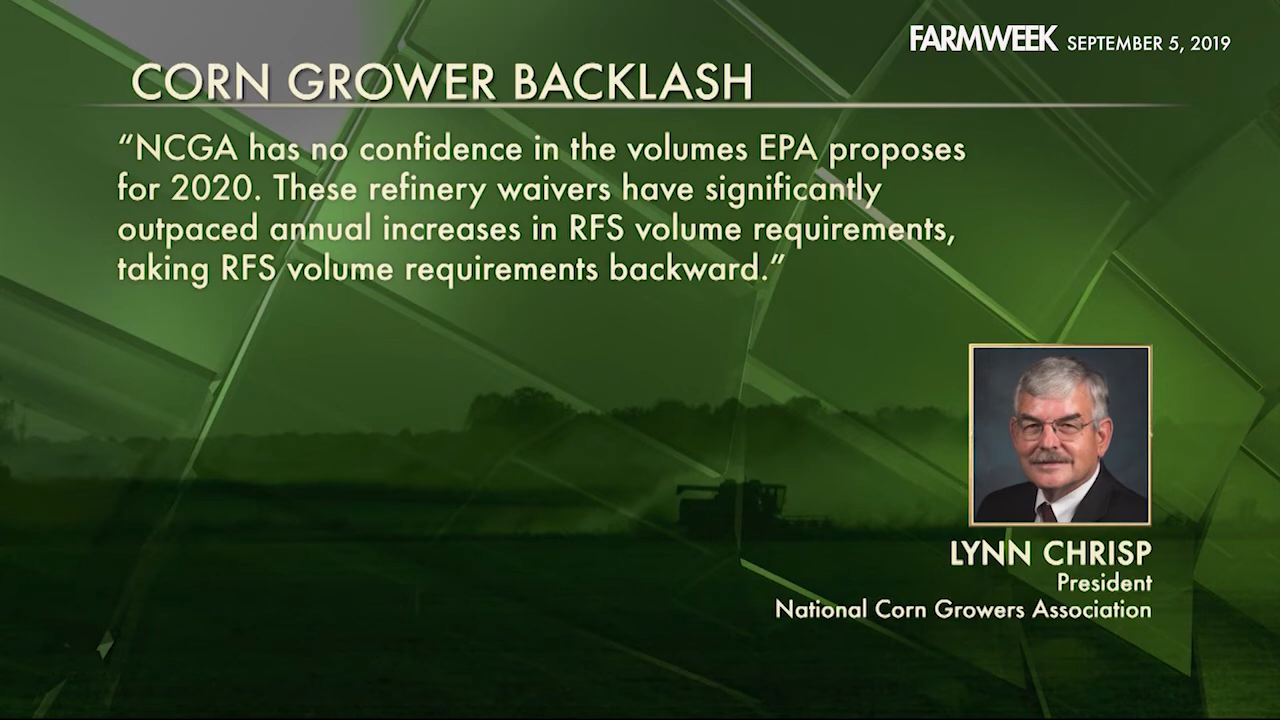 FARMWEEK SEPTEMBER 5, 2019
CORN GROWER BACKLASH
“NCGA has no confidence in the volumes EPA proposes
for 2020. These refinery waivers have significantly
outpaced annual increases in RFS volume requirements,
taking RFS volume requirements backward.”
LYNN CHRISP
President
National Corn Growers Association